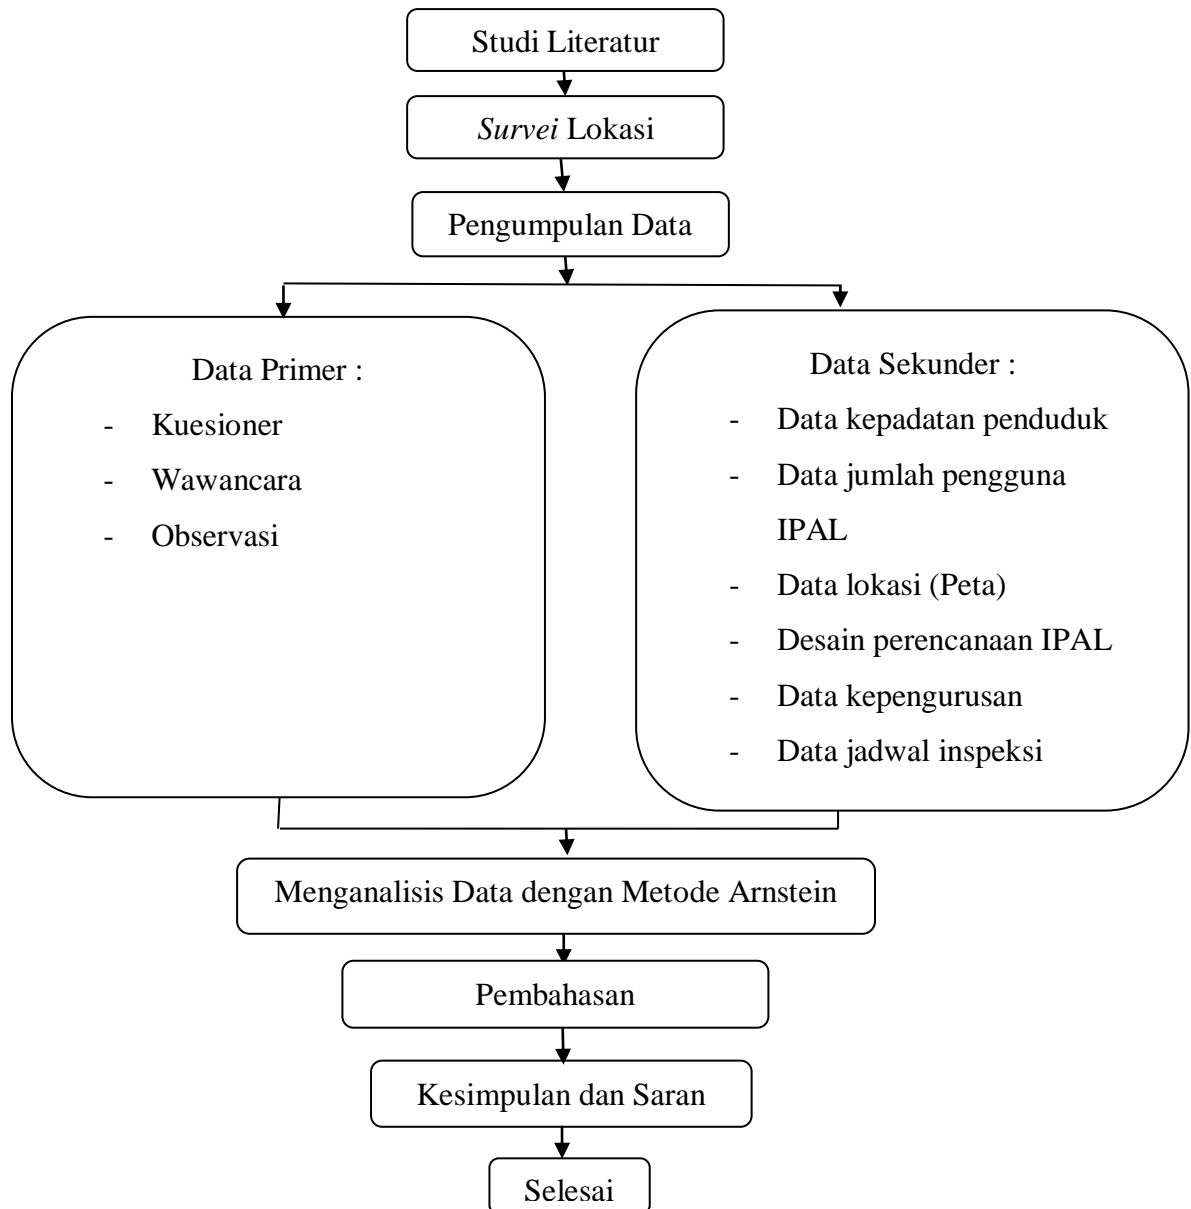 Studi Literatur
Survei Lokasi
Pengumpulan Data
Data Primer :
- Kuesioner
- Wawancara
- Observasi
Data Sekunder :
- Data kepadatan penduduk
- Data jumlah pengguna
IPAL
- Data lokasi (Peta)
- Desain perencanaan IPAL
- Data kepengurusan
- Data jadwal inspeksi
Menganalisis Data dengan Metode Arnstein
Pembahasan
Kesimpulan dan Saran
Selesai